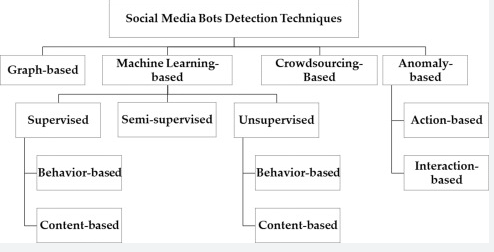 Social Media Bots Detection Techniques
Graph-based
Machine Learning-
based
Crowdsourcing-
Based
Anomaly-
based
Supervised
Semi-supervised
Unsupervised
Action-based
Behavior-based
Behavior-based
Interaction-
based
Content-based
Content-based